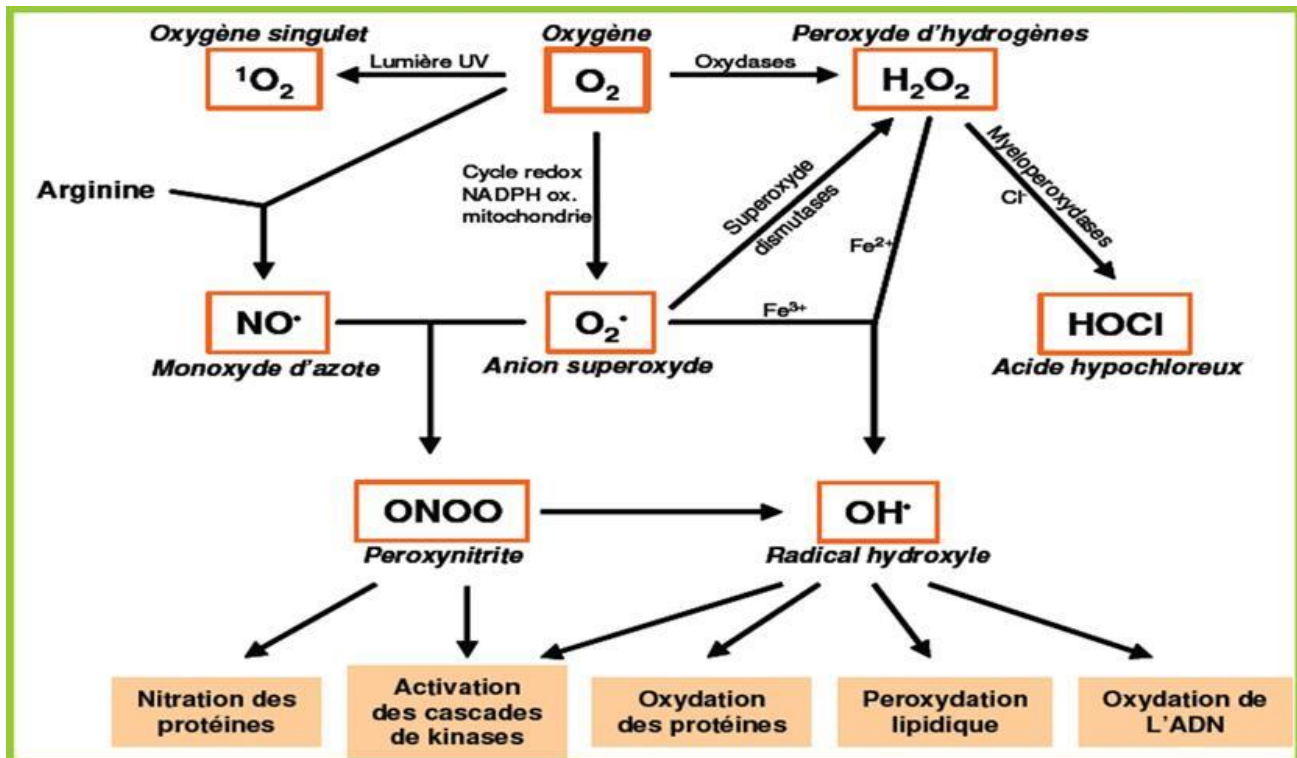 Oxygène singulet
Oxygène
Peroxyde d'hydrogènes
¹O₂
Lumière UV
O₂
Oxydases
H₂O₂
Arginine
Cycle redox
NADPH ox.
mitochondrie
Superoxyde
dismutases
Fe²⁺
Myeloperoxydases
Cl⁻
NO•
Monoxyde d'azote
O₂•
Anion superoxyde
Fe³⁺
HOCl
Acide hypochloreux
ONOO
Peroxynitrite
OH•
Radical hydroxyle
Nitration des
protéines
Activation
des cascades
de kinases
Oxydation
des protéines
Peroxydation
lipidique
Oxydation de
L'ADN